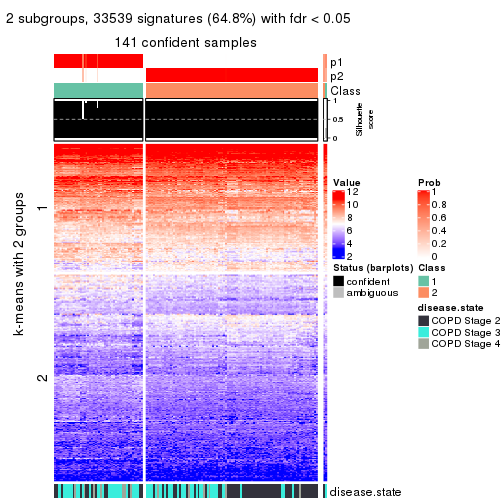 2 subgroups, 33539 signatures (64.8%) with fdr < 0.05
141 confident samples
p1
p2
Class
1
0.5
0
Silhouette
score
k-means with 2 groups
1
2
Value
12
10
8
6
4
2
Prob
1
0.8
0.6
0.4
0.2
0
Status (barplots)
confident
ambiguous
Class
1
2
disease.state
COPD Stage 2
COPD Stage 3
COPD Stage 4
disease.state